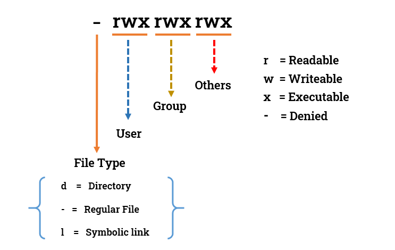 - rwx rwx rwx
r = Readable
w = Writeable
x = Executable
- = Denied
Others
Group
User
File Type
d = Directory
- = Regular File
l = Symbolic link